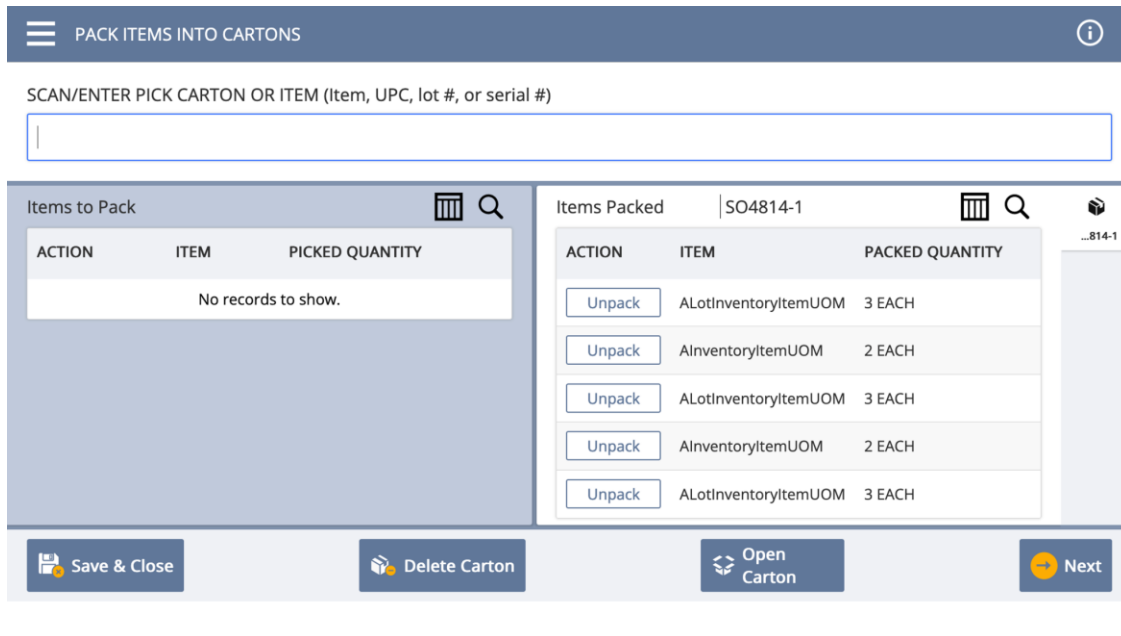 PACK ITEMS INTO CARTONS
SCAN/ENTER PICK CARTON OR ITEM (Item, UPC, lot #, or serial #)
Items to Pack
ACTION ITEM PICKED QUANTITY
No records to show.
Items Packed SO4814-1
ACTION ITEM PACKED QUANTITY
Unpack ALotInventoryItemUOM 3 EACH
Unpack AInventoryItemUOM 2 EACH
Unpack ALotInventoryItemUOM 3 EACH
Unpack AInventoryItemUOM 2 EACH
Unpack ALotInventoryItemUOM 3 EACH
...814-1
Save & Close
Delete Carton
Open
Carton
Next